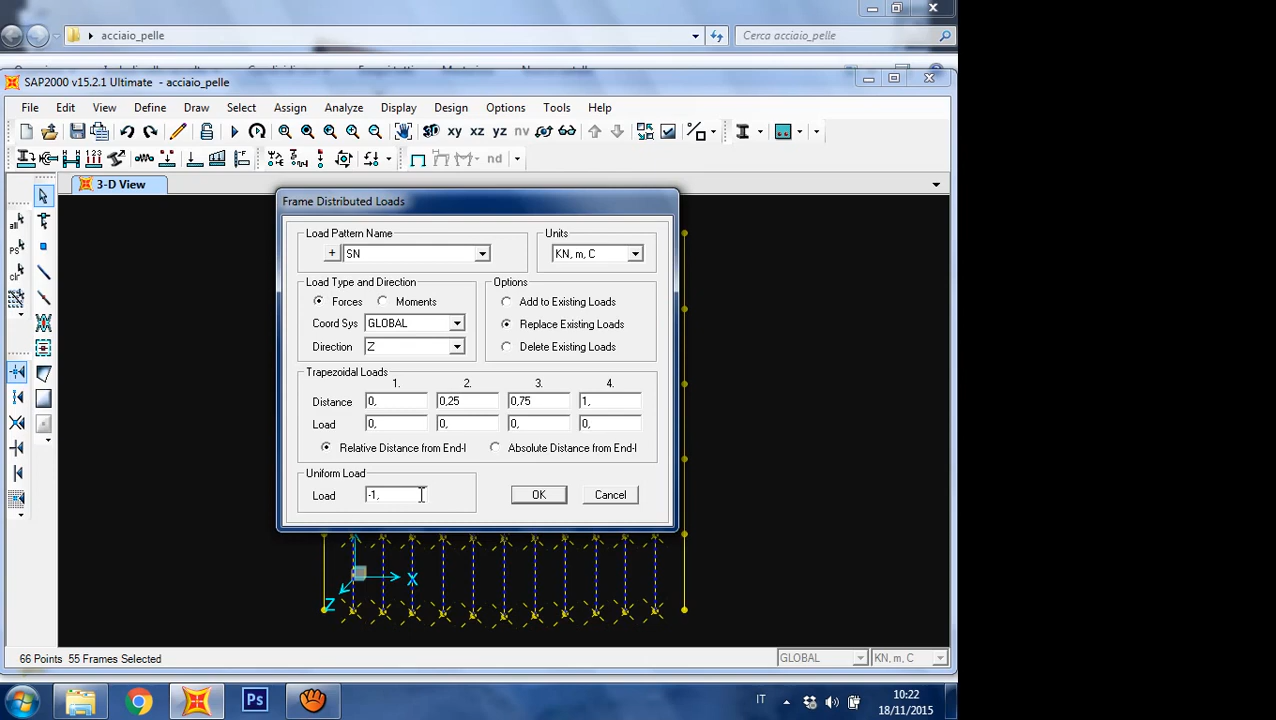 acciaio_pelle
Cerca acciaio_pelle
SAP2000 v15.2.1 Ultimate - acciaio_pelle
File Edit View Define Draw Select Assign Analyze Display Design Options Tools Help
3D xy xz yz nv
nd
3-D View
all
PS
clr
Frame Distributed Loads
Load Pattern Name
+ SN
Units
KN, m, C
Load Type and Direction
Forces Moments
Coord Sys GLOBAL
Direction Z
Options
Add to Existing Loads
Replace Existing Loads
Delete Existing Loads
Trapezoidal Loads
1. 2. 3. 4.
Distance 0, 0,25 0,75 1,
Load 0, 0, 0, 0,
Relative Distance from End-I Absolute Distance from End-I
Uniform Load
Load -1,
OK Cancel
X
Z
66 Points 55 Frames Selected
GLOBAL KN, m, C
Ps
IT
10:22
18/11/2015